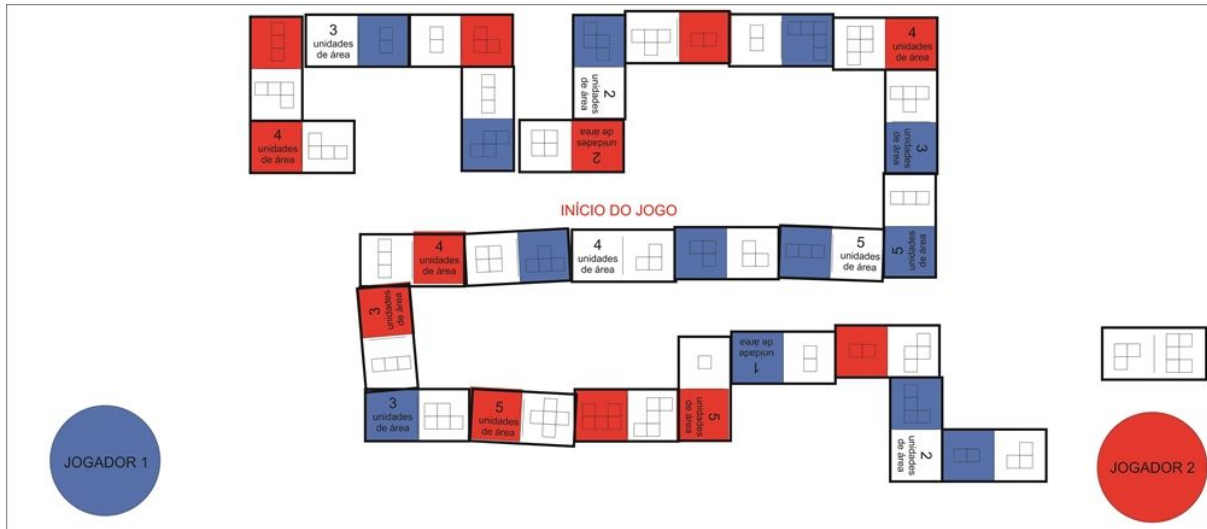 3
unidades
de área
4
unidades
de área
2
unidades
de área
4
unidades
de área
2
unidades
de área
3
unidades
de área
INÍCIO DO JOGO
4
unidades
de área
4
unidades
de área
5
unidades
de área
5
unidades
de área
3
unidades
de área
1
unidade
de área
3
unidades
de área
5
unidades
de área
5
unidades
de área
2
unidades
de área
JOGADOR 1
JOGADOR 2